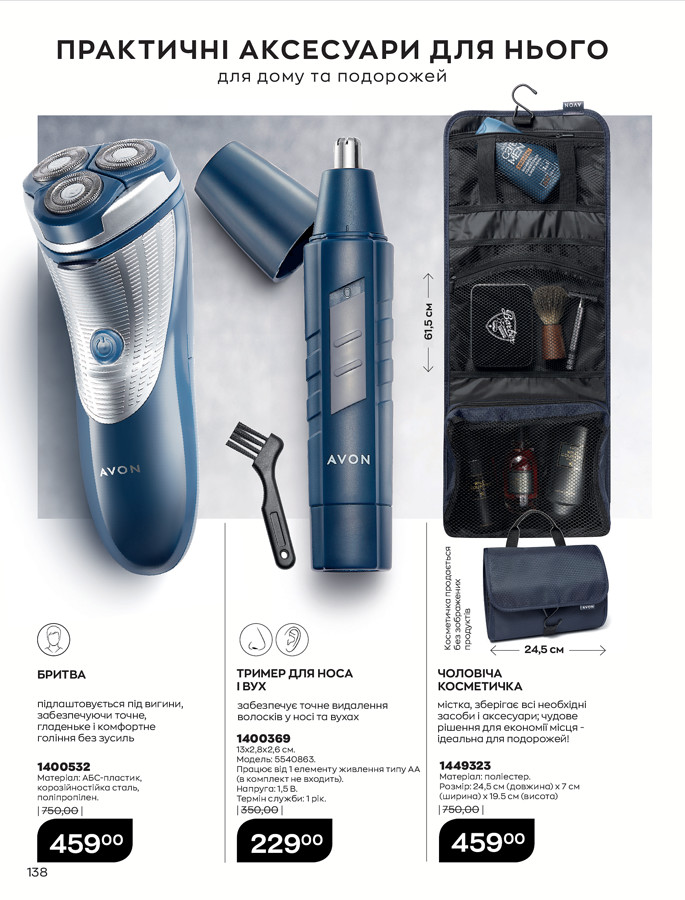 ПРАКТИЧНІ АКСЕСУАРИ ДЛЯ НЬОГО
для дому та подорожей
AVON
61,5 см
Barber
AVON
AVON
Косметичка продається
без зображених
продуктів
AVON
24,5 см
БРИТВА
підлаштовується під вигини,
забезпечуючи точне,
гладеньке і комфортне
гоління без зусиль
1400532
Матеріал: АБС-пластик,
корозійностійка сталь,
поліпропілен.
| 750,00 |
459⁰⁰
ТРИМЕР ДЛЯ НОСА
І ВУХ
забезпечує точне видалення
волосків у носі та вухах
1400369
13х2,8х2,6 см.
Модель: 5540863.
Працює від 1 елементу живлення типу АА
(в комплект не входить).
Напруга: 1,5 В.
Термін служби: 1 рік.
| 350,00 |
229⁰⁰
ЧОЛОВІЧА
КОСМЕТИЧКА
містка, зберігає всі необхідні
засоби і аксесуари; чудове
рішення для економії місця -
ідеальна для подорожей!
1449323
Матеріал: поліестер.
Розмір: 24,5 см (довжина) х 7 см
(ширина) х 19.5 см (висота)
| 750,00 |
459⁰⁰
138